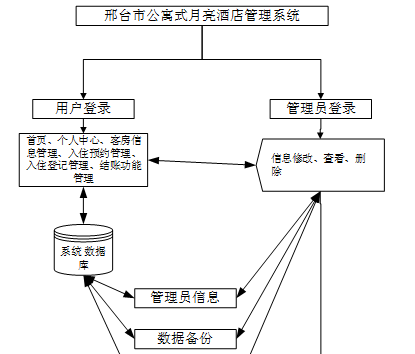 邢台市公寓式月亮酒店管理系统
用户登录
管理员登录
首页、个人中心、客房信
息管理、入住预约管理、
入住登记管理、结账功能
管理
信息修改、查看、删
除
系统数据
库
管理员信息
数据备份